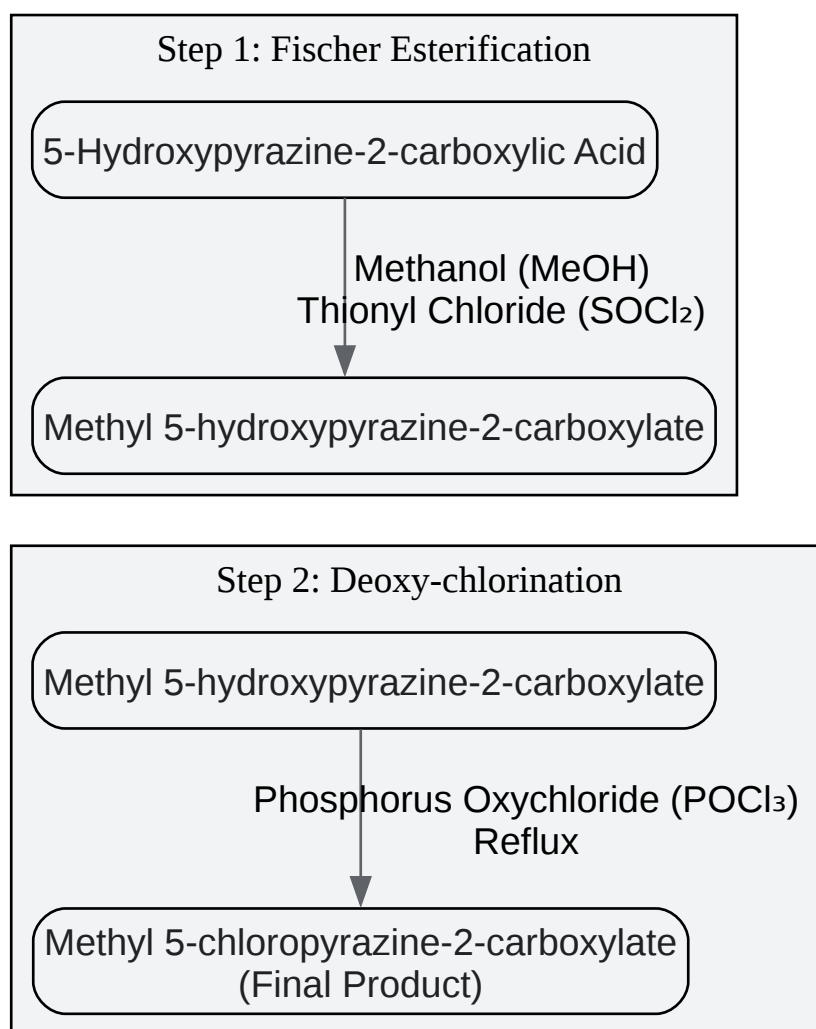 Step 1: Fischer Esterification
5-Hydroxypyrazine-2-carboxylic Acid
Methanol (MeOH)
Thionyl Chloride (SOCl₂)
Methyl 5-hydroxypyrazine-2-carboxylate
Step 2: Deoxy-chlorination
Methyl 5-hydroxypyrazine-2-carboxylate
Phosphorus Oxychloride (POCl₃)
Reflux
Methyl 5-chloropyrazine-2-carboxylate
(Final Product)